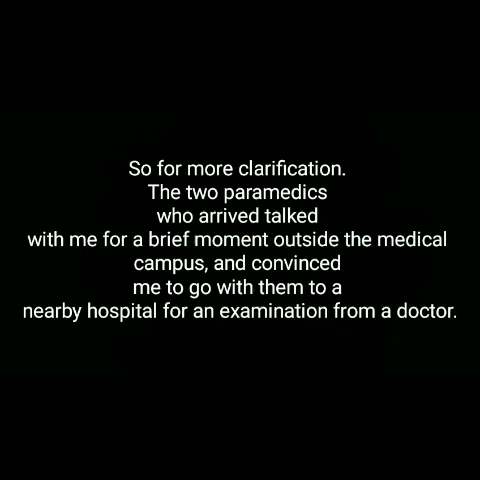 So for more clarification.
The two paramedics
who arrived talked
with me for a brief moment outside the medical
campus, and convinced
me to go with them to a
nearby hospital for an examination from a doctor.